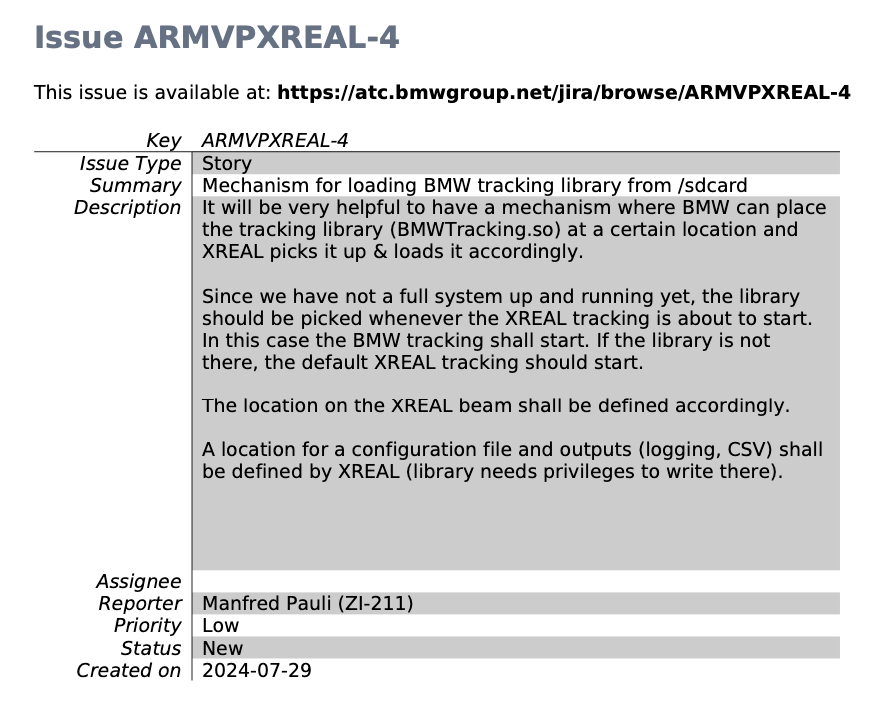 Issue ARMVPXREAL-4
This issue is available at: https://atc.bmwgroup.net/jira/browse/ARMVPXREAL-4
Key ARMVPXREAL-4
Issue Type Story
Summary Mechanism for loading BMW tracking library from /sdcard
Description It will be very helpful to have a mechanism where BMW can place
the tracking library (BMWTracking.so) at a certain location and
XREAL picks it up & loads it accordingly.
Since we have not a full system up and running yet, the library
should be picked whenever the XREAL tracking is about to start.
In this case the BMW tracking shall start. If the library is not
there, the default XREAL tracking should start.
The location on the XREAL beam shall be defined accordingly.
A location for a configuration file and outputs (logging, CSV) shall
be defined by XREAL (library needs privileges to write there).
Assignee
Reporter Manfred Pauli (ZI-211)
Priority Low
Status New
Created on 2024-07-29